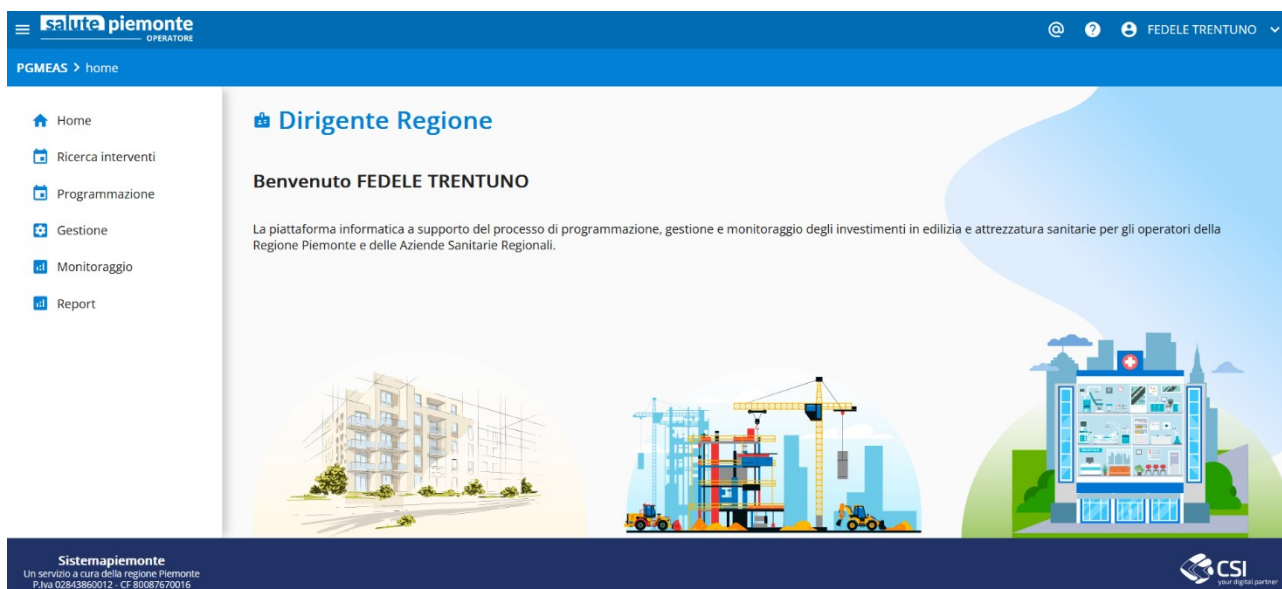 salute piemonte
OPERATORE
FEDELE TRENTUNO
PGMEAS > home
Home
Ricerca interventi
Programmazione
Gestione
Monitoraggio
Report
Dirigente Regione
Benvenuto FEDELE TRENTUNO
La piattaforma informatica a supporto del processo di programmazione, gestione e monitoraggio degli investimenti in edilizia e attrezzatura sanitarie per gli operatori della
Regione Piemonte e delle Aziende Sanitarie Regionali.
Sistemapiemonte
Un servizio a cura della regione Piemonte
P.Iva 02843860012 - CF 80087670016
CSI
your digital partner